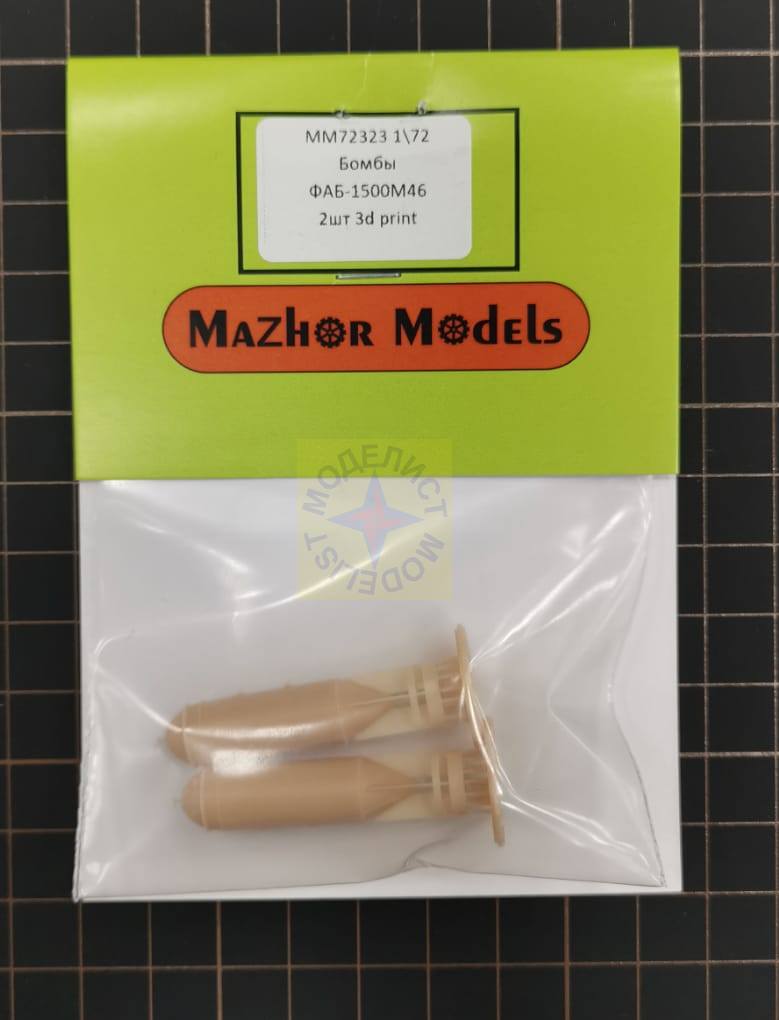 MM72323 1\72
Бомбы
ФАБ-1500М46
2шт 3d print
MAZHOR MODELS
МОДЕЛИСТ
MODELIST